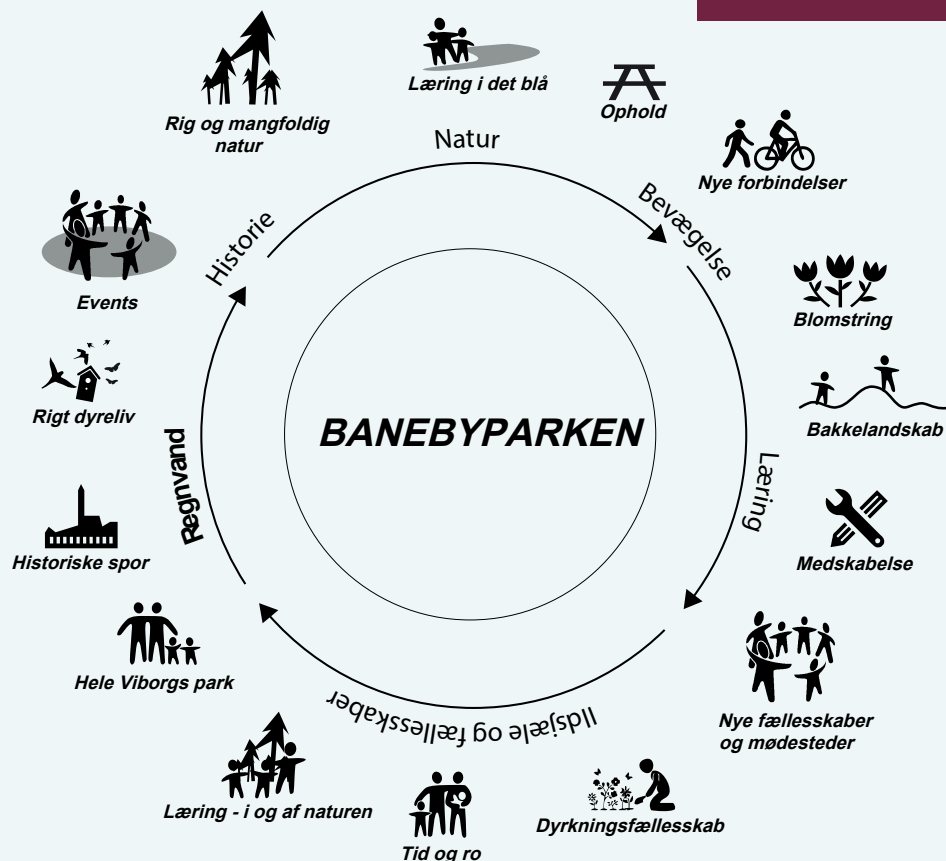 Læring i det blå
Ophold
Rig og mangfoldig
natur
Natur
Nye forbindelser
Bevægelse
Historie
Events
Blomstring
Rigt dyreliv
BANEBYPARKEN
Bakkelandskab
Regnvand
Læring
Historiske spor
Medskabelse
Hele Viborgs park
Ildsjæle og fællesskaber
Nye fællesskaber
og mødesteder
Læring - i og af naturen
Dyrkningsfællesskab
Tid og ro